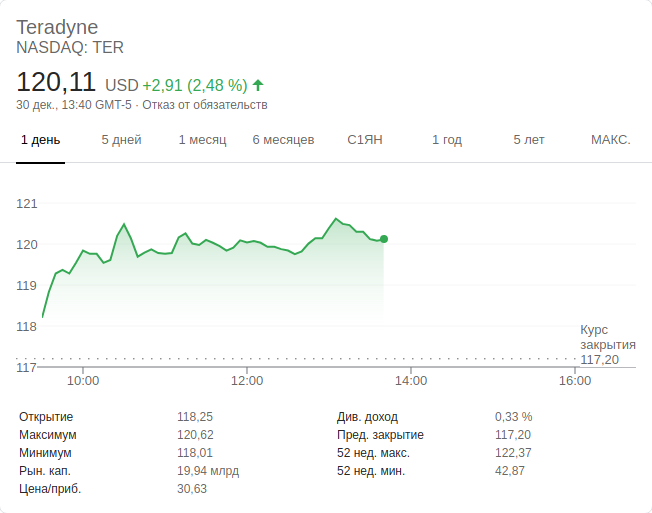 Teradyne
NASDAQ: TER
120,11 USD +2,91 (2,48 %)
30 дек., 13:40 GMT-5 · Отказ от обязательств
1 день 5 дней 1 месяц 6 месяцев С1ЯН 1 год 5 лет МАКС.
121
120
119
118
117
Курс
закрытия
117,20
10:00 12:00 14:00 16:00
Открытие 118,25 Див. доход 0,33 %
Максимум 120,62 Пред. закрытие 117,20
Минимум 118,01 52 нед. макс. 122,37
Рын. кап. 19,94 млрд 52 нед. мин. 42,87
Цена/приб. 30,63